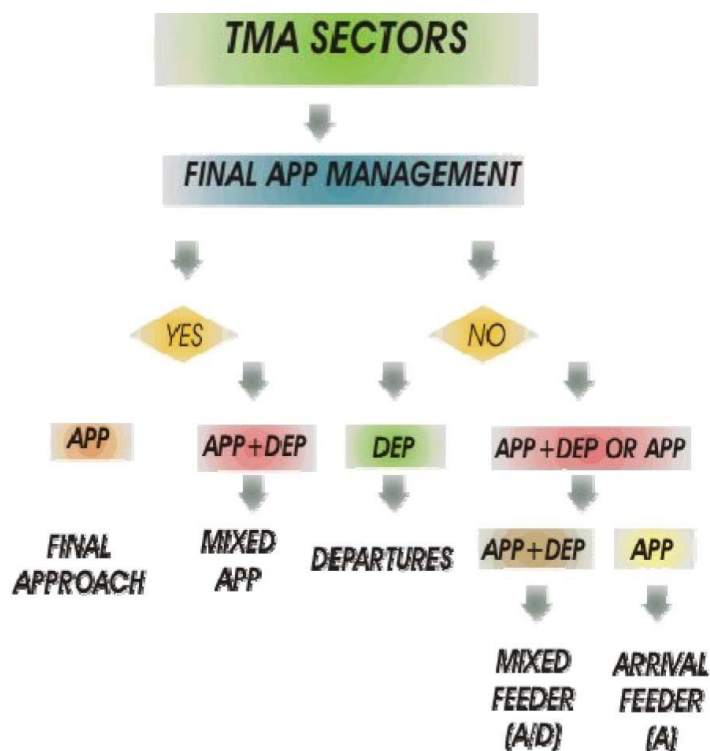 TMA SECTORS
FINAL APP MANAGEMENT
YES
NO
APP
APP+DEP
DEP
APP+DEP OR APP
FINAL
APPROACH
MIXED
APP
DEPARTURES
APP+DEP
APP
MIXED
FEEDER
(A/D)
ARRIVAL
FEEDER
(A)